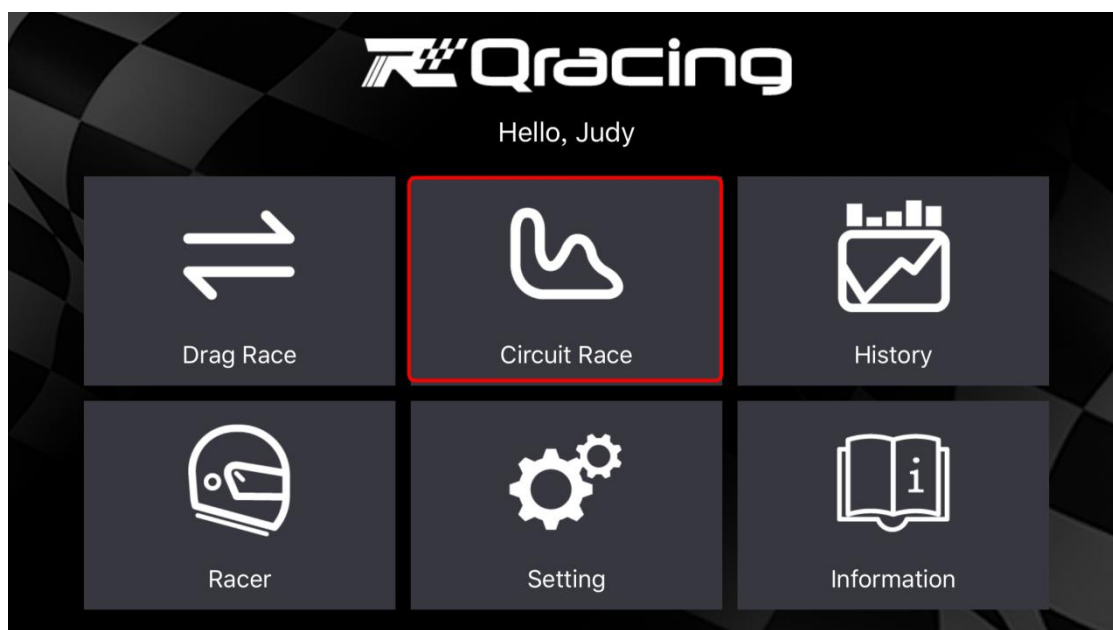 Qracing
Hello, Judy
Drag Race
Circuit Race
History
i
Racer
Setting
Information